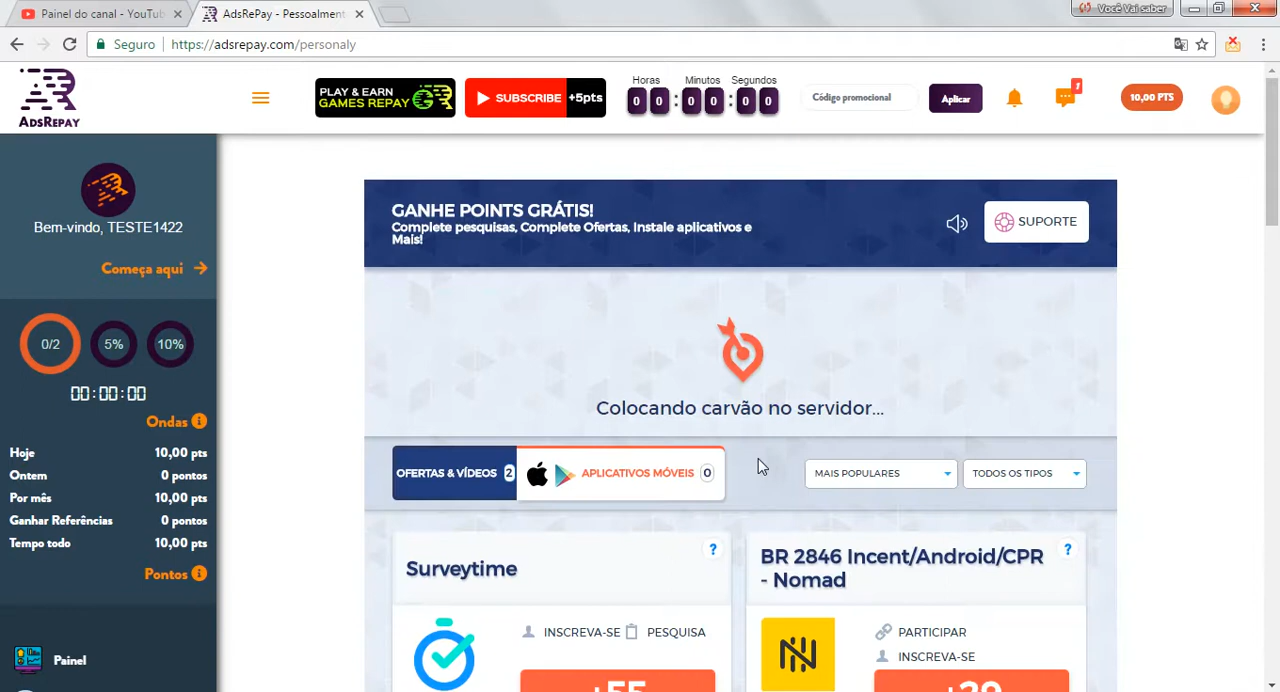 Painel do canal - YouTub
AdsRePay - Pessoalment
Você Vai saber
Seguro
https://adsrepay.com/personaly
ADSREPAY
PLAY & EARN
GAMES REPAY
SUBSCRIBE +5pts
Horas Minutos Segundos
0 0 : 0 0 : 0 0
Código promocional
Aplicar
1
10,00 PTS
Bem-vindo, TESTE1422
Começa aqui
0/2 5% 10%
00:00:00
Ondas
Hoje 10,00 pts
Ontem 0 pontos
Por mês 10,00 pts
Ganhar Referências 0 pontos
Tempo todo 10,00 pts
Pontos
Painel
GANHE POINTS GRÁTIS!
Complete pesquisas, Complete Ofertas, Instale aplicativos e
Mais!
SUPORTE
Colocando carvão no servidor...
OFERTAS & VÍDEOS 2
APLICATIVOS MÓVEIS 0
MAIS POPULARES
TODOS OS TIPOS
Surveytime
?
INSCREVA-SE PESQUISA
+55
BR 2846 Incent/Android/CPR
- Nomad
?
PARTICIPAR
INSCREVA-SE